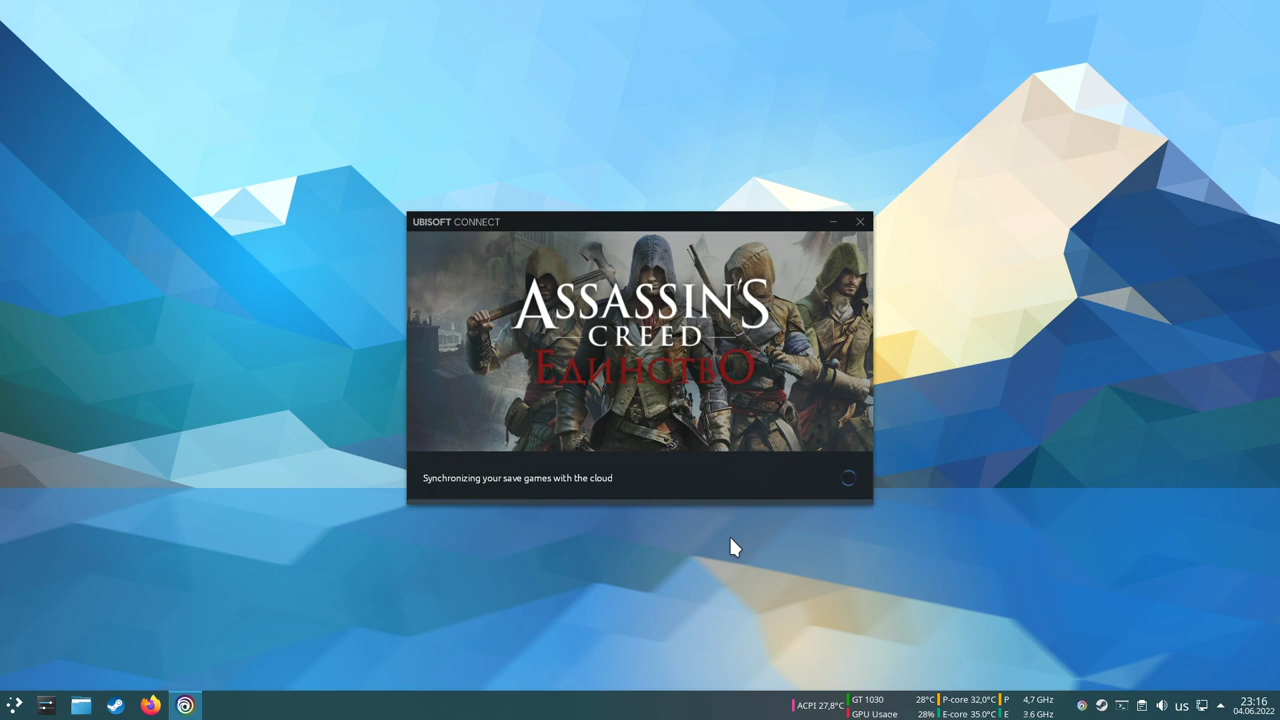 UBISOFT CONNECT
ASSASSIN'S
CREED
ЕДИНСТВО
Synchronizing your save games with the cloud
ACPI 27,8°C
GT 1030 28°C
GPU Usage 28%
P-core 32,0°C
E-core 35.0°C
P 4,7 GHz
E 3.6 GHz
us
23:16
04.06.2022